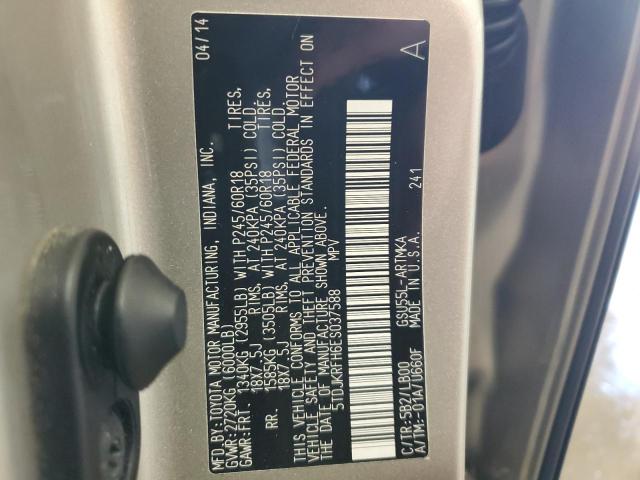 MFD. BY: TOYOTA MOTOR MANUFACTURING, INDIANA, INC. 04/14
GVWR: 2720KG (6000LB)
GAWR: FRT. 1340KG (2955LB) WITH P245/60R18 TIRES,
18X7.5J RIMS, AT 240KPA (35PSI) COLD.
RR. 1585KG (3505LB) WITH P245/60R18 TIRES,
18X7.5J RIMS, AT 240KPA (35PSI) COLD.
THIS VEHICLE CONFORMS TO ALL APPLICABLE FEDERAL MOTOR
VEHICLE SAFETY AND THEFT PREVENTION STANDARDS IN EFFECT ON
THE DATE OF MANUFACTURE SHOWN ABOVE.
5TDJKRFH6ES037588 MPV
C/TR: 5B2/LB00 GSU55L-ARTMKA
A/TM: -01A/U660F MADE IN U.S.A. 241 A